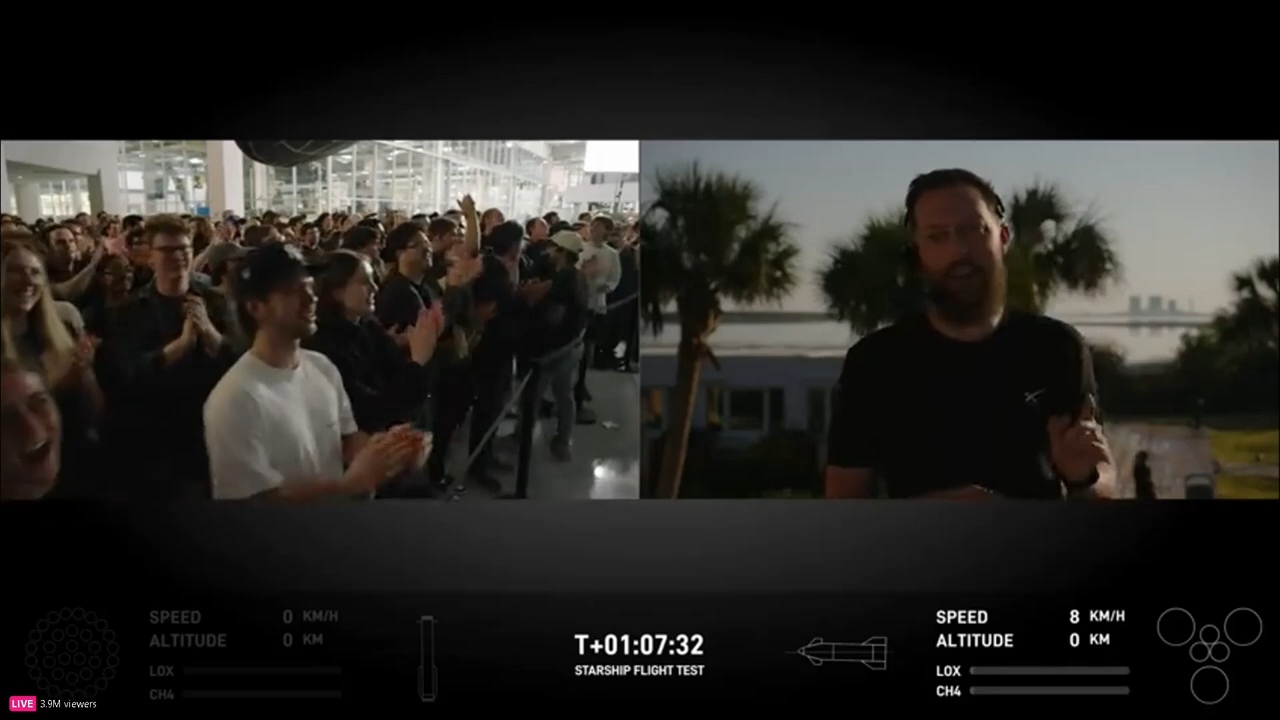 SPEED 0 KM/H
ALTITUDE 0 KM
LOX
CH4
T+01:07:32
STARSHIP FLIGHT TEST
SPEED 8 KM/H
ALTITUDE 0 KM
LOX
CH4
LIVE 3.9M viewers